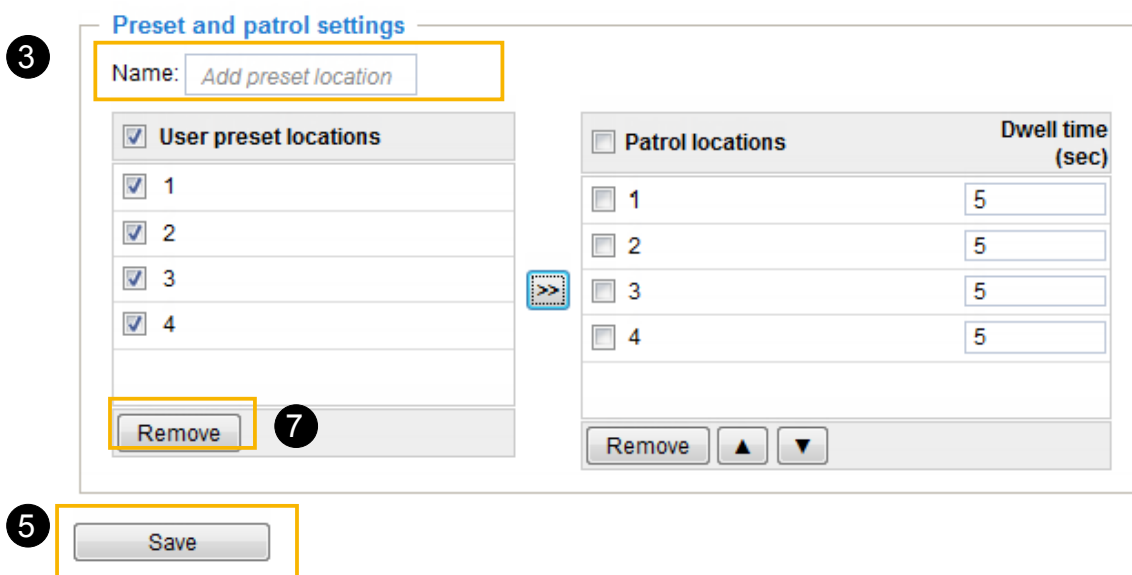 Preset and patrol settings
3
Name: Add preset location
User preset locations
1
2
3
4
Remove
7
>>
Patrol locations
Dwell time
(sec)
1 5
2 5
3 5
4 5
Remove ▲ ▼
5
Save